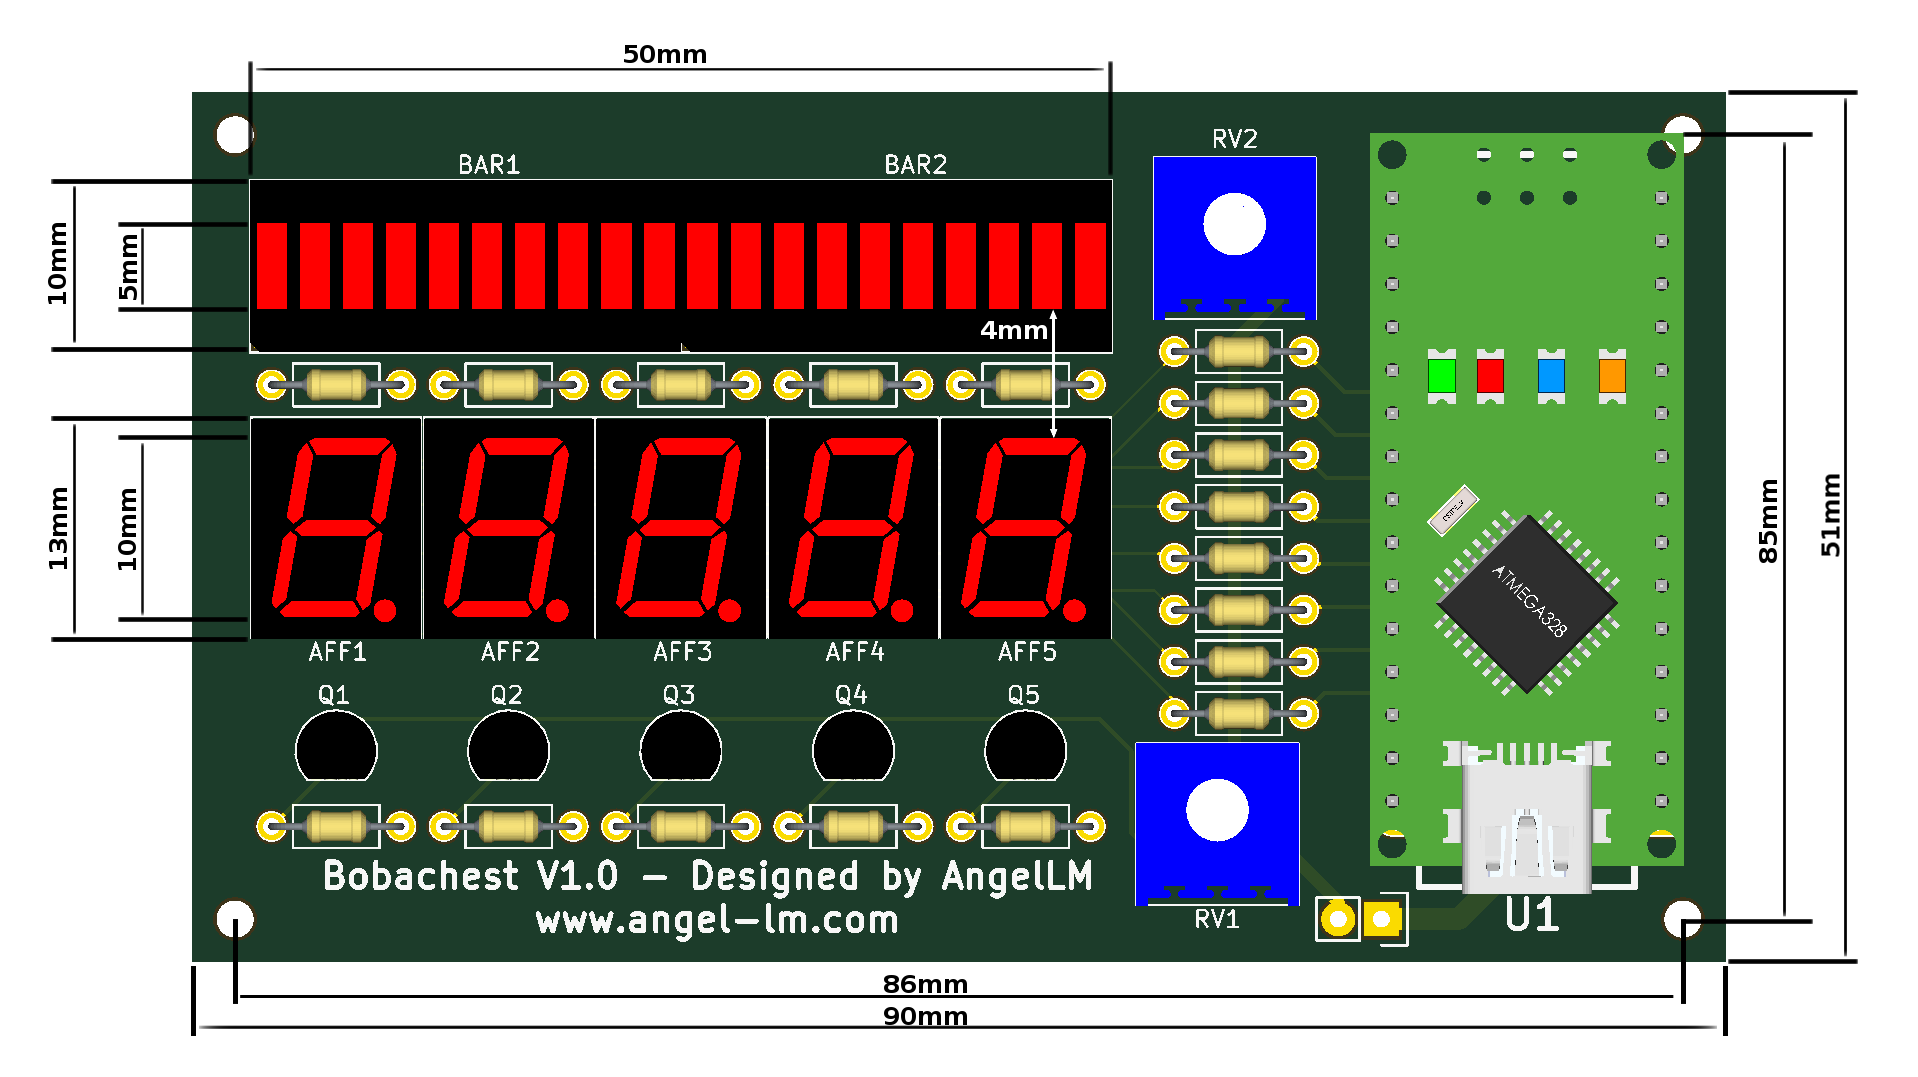 50mm
RV2
BAR1
BAR2
10mm
5mm
4mm
13mm
10mm
85mm
51mm
ATMEGA328
AFF1
AFF2
AFF3
AFF4
AFF5
Q1
Q2
Q3
Q4
Q5
Bobachest V1.0 – Designed by AngelLM
www.angel-lm.com
RV1
U1
86mm
90mm